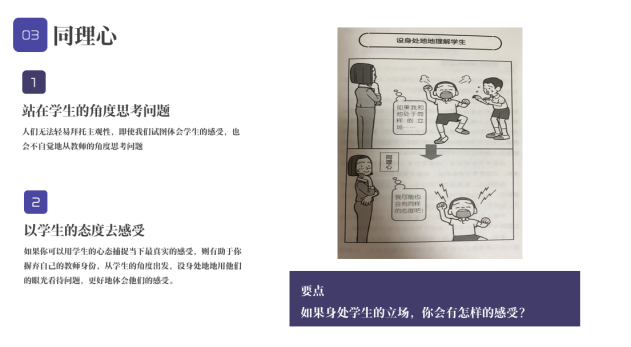 03 同理心
1
站在学生的角度思考问题
人们无法轻易拜托主观性，即使我们试图体会学生的感受，也
会不自觉地从教师的角度思考问题
2
以学生的态度去感受
如果你可以用学生的心态捕捉当下最真实的感受，则有助于你
摒弃自己的教师身份，从学生的角度出发，设身处地地用他们
的眼光看待问题，更好地体会他们的感受。
设身处地地理解学生
如果我和
他处于同
样的立
场……
同理心
我可能也
会有同样
的态度吧！
要点
如果身处学生的立场，你会有怎样的感受？